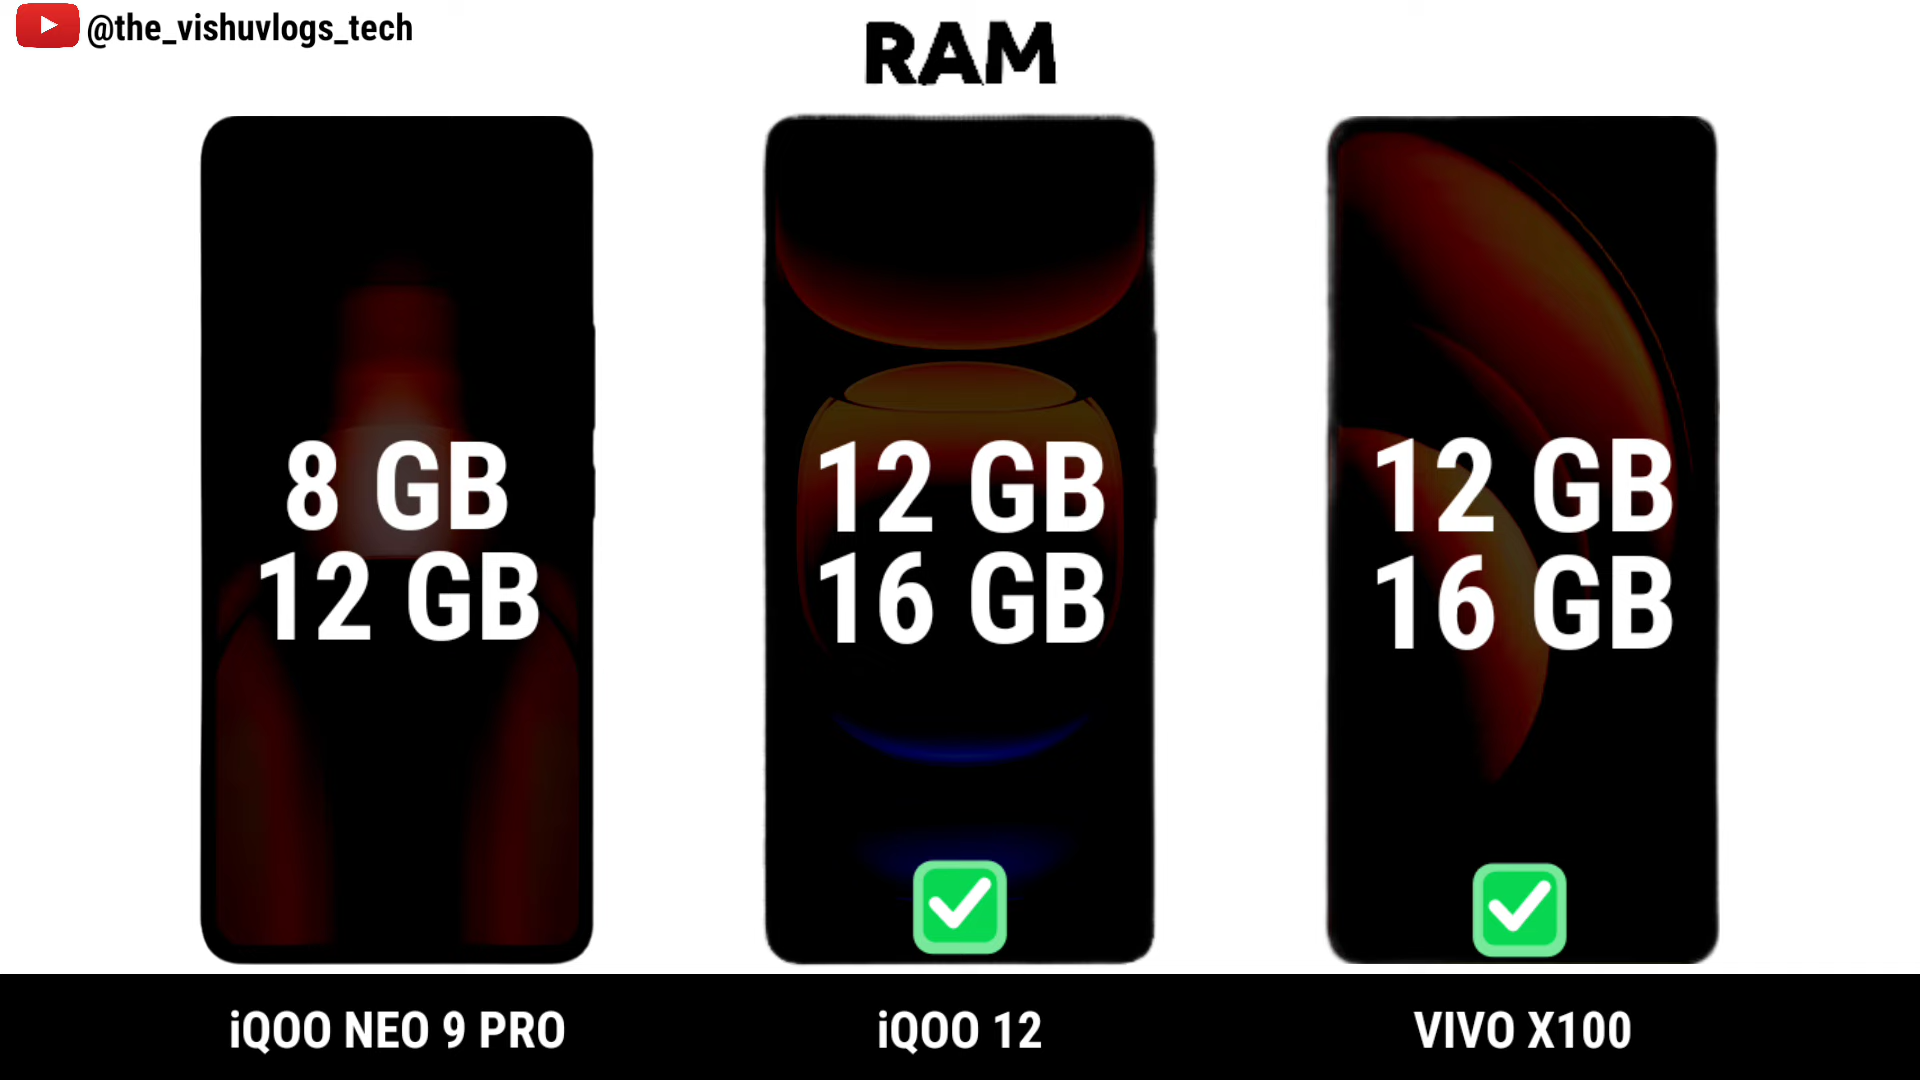 @the_vishuvlogs_tech
RAM
8 GB
12 GB
12 GB
16 GB
12 GB
16 GB
iQOO NEO 9 PRO
iQOO 12
VIVO X100